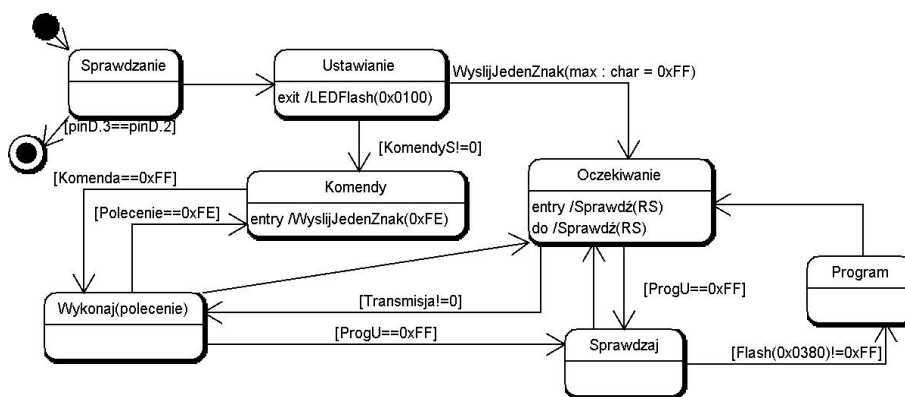 Sprawdzanie
Ustawianie
exit /LEDFlash(0x0100)
WyslijJedenZnak(max : char = 0xFF)
[pinD.3==pinD.2]
[KomendyS!=0]
Komendy
entry /WyslijJedenZnak(0xFE)
[Komenda==0xFF]
[Polecenie==0xFE]
Oczekiwanie
entry /Sprawdź(RS)
do /Sprawdź(RS)
Program
Wykonaj(polecenie)
[Transmisja!=0]
[ProgU==0xFF]
[ProgU==0xFF]
Sprawdzaj
[Flash(0x0380)!=0xFF]